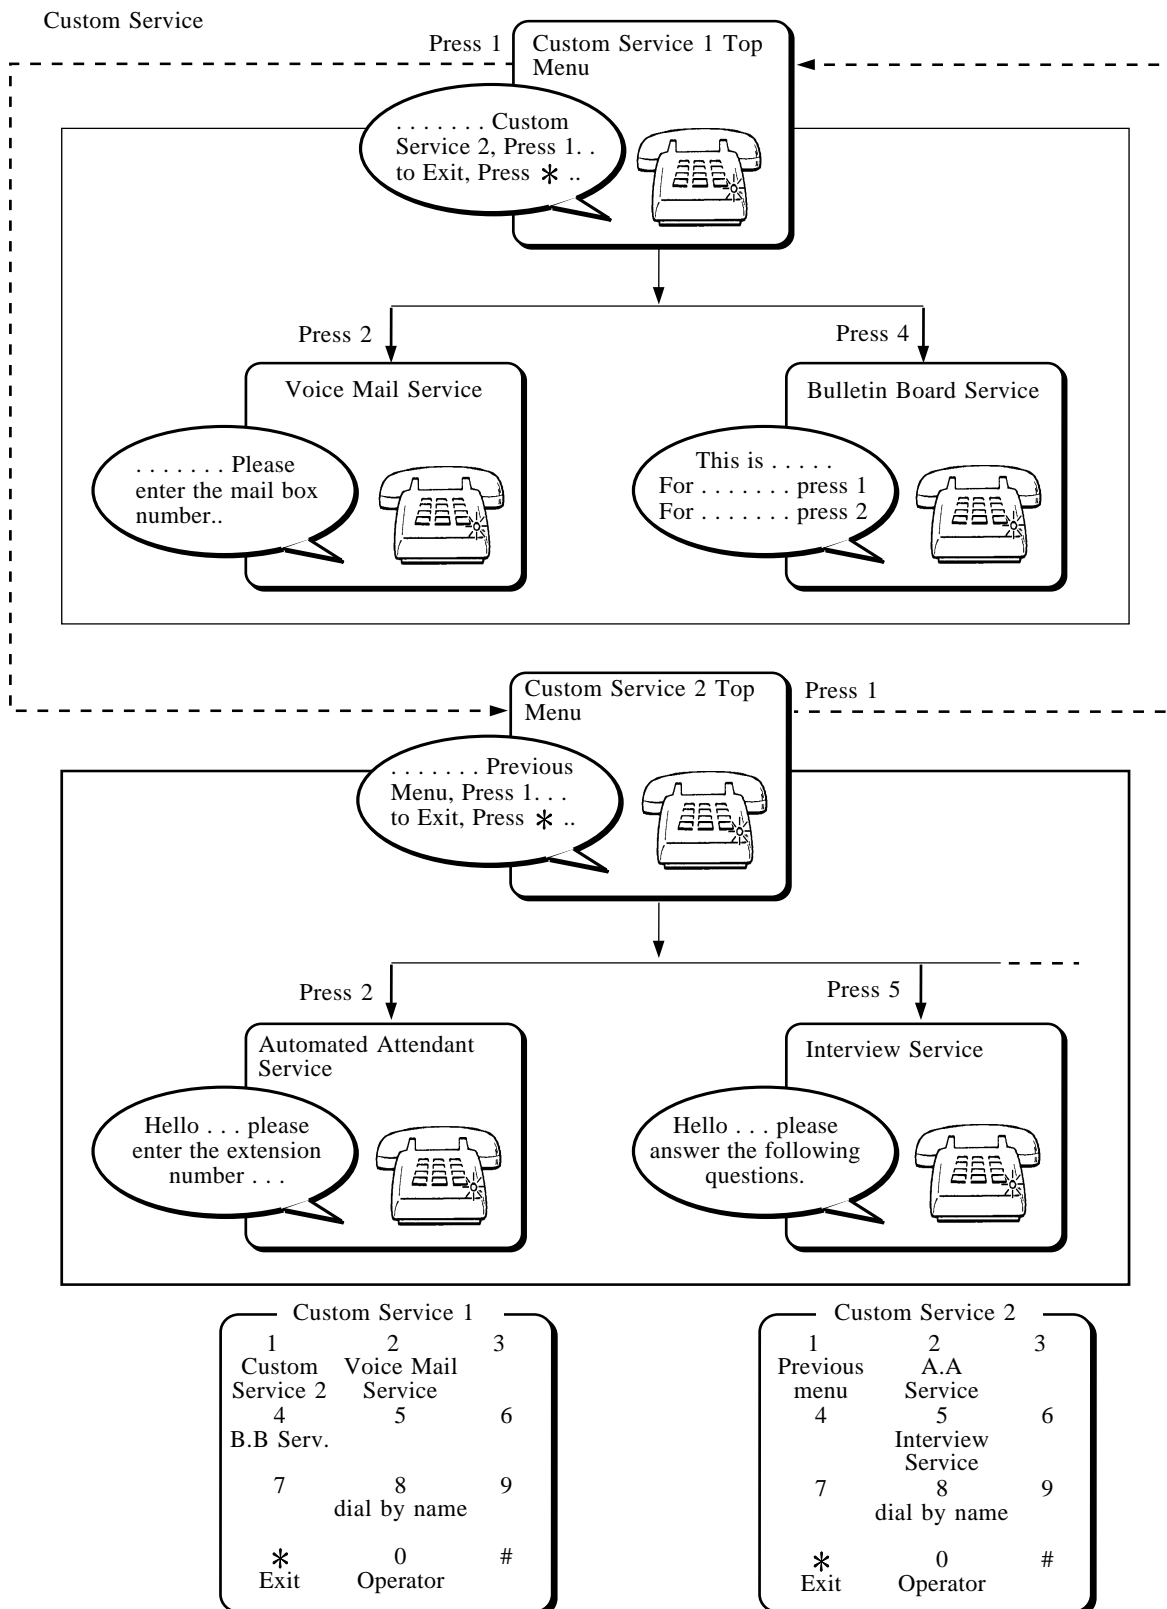 Custom Service
Press 1
Custom Service 1 Top
Menu
. . . . . . . Custom
Service 2, Press 1. .
to Exit, Press * ..
Press 2
Press 4
Voice Mail Service
. . . . . . . Please
enter the mail box
number..
Bulletin Board Service
This is . . . . .
For . . . . . . . press 1
For . . . . . . . press 2
Custom Service 2 Top
Menu
Press 1
. . . . . . . Previous
Menu, Press 1. . .
to Exit, Press * ..
Press 2
Press 5
Automated Attendant
Service
Hello . . . please
enter the extension
number . . .
Interview Service
Hello . . . please
answer the following
questions.
Custom Service 1
1 2 3
Custom Voice Mail
Service 2 Service
4 5 6
B.B Serv.
7 8 9
dial by name
* 0 #
Exit Operator
Custom Service 2
1 2 3
Previous A.A
menu Service
4 5 6
Interview
Service
7 8 9
dial by name
* 0 #
Exit Operator